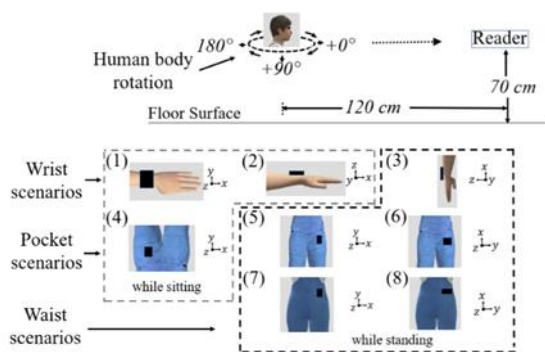 180°
+0°
Reader
Human body
rotation
+90°
70 cm
Floor Surface
120 cm
Wrist
scenarios
(1)
y
z
x
(2)
z
y
x
(3)
x
z
y
Pocket
scenarios
(4)
y
z
x
while sitting
(5)
y
z
x
(6)
x
z
y
Waist
scenarios
(7)
y
z
x
(8)
x
z
y
while standing